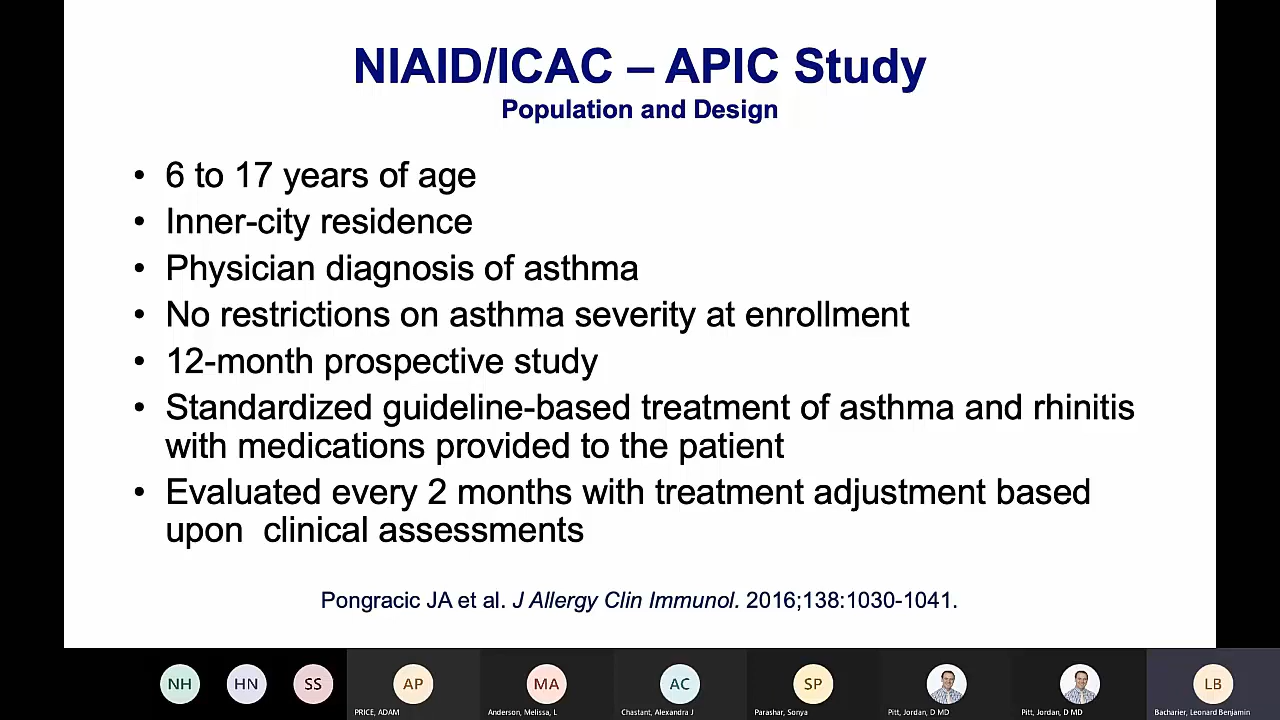 NIAID/ICAC – APIC Study
Population and Design
• 6 to 17 years of age
• Inner-city residence
• Physician diagnosis of asthma
• No restrictions on asthma severity at enrollment
• 12-month prospective study
• Standardized guideline-based treatment of asthma and rhinitis
with medications provided to the patient
• Evaluated every 2 months with treatment adjustment based
upon  clinical assessments
Pongracic JA et al. J Allergy Clin Immunol. 2016;138:1030-1041.
NH HN SS AP MA AC SP LB
PRICE, ADAM Anderson, Melissa, L Chastant, Alexandra J Parashar, Sonya Pitt, Jordan, D MD Pitt, Jordan, D MD Bacharier, Leonard Benjamin